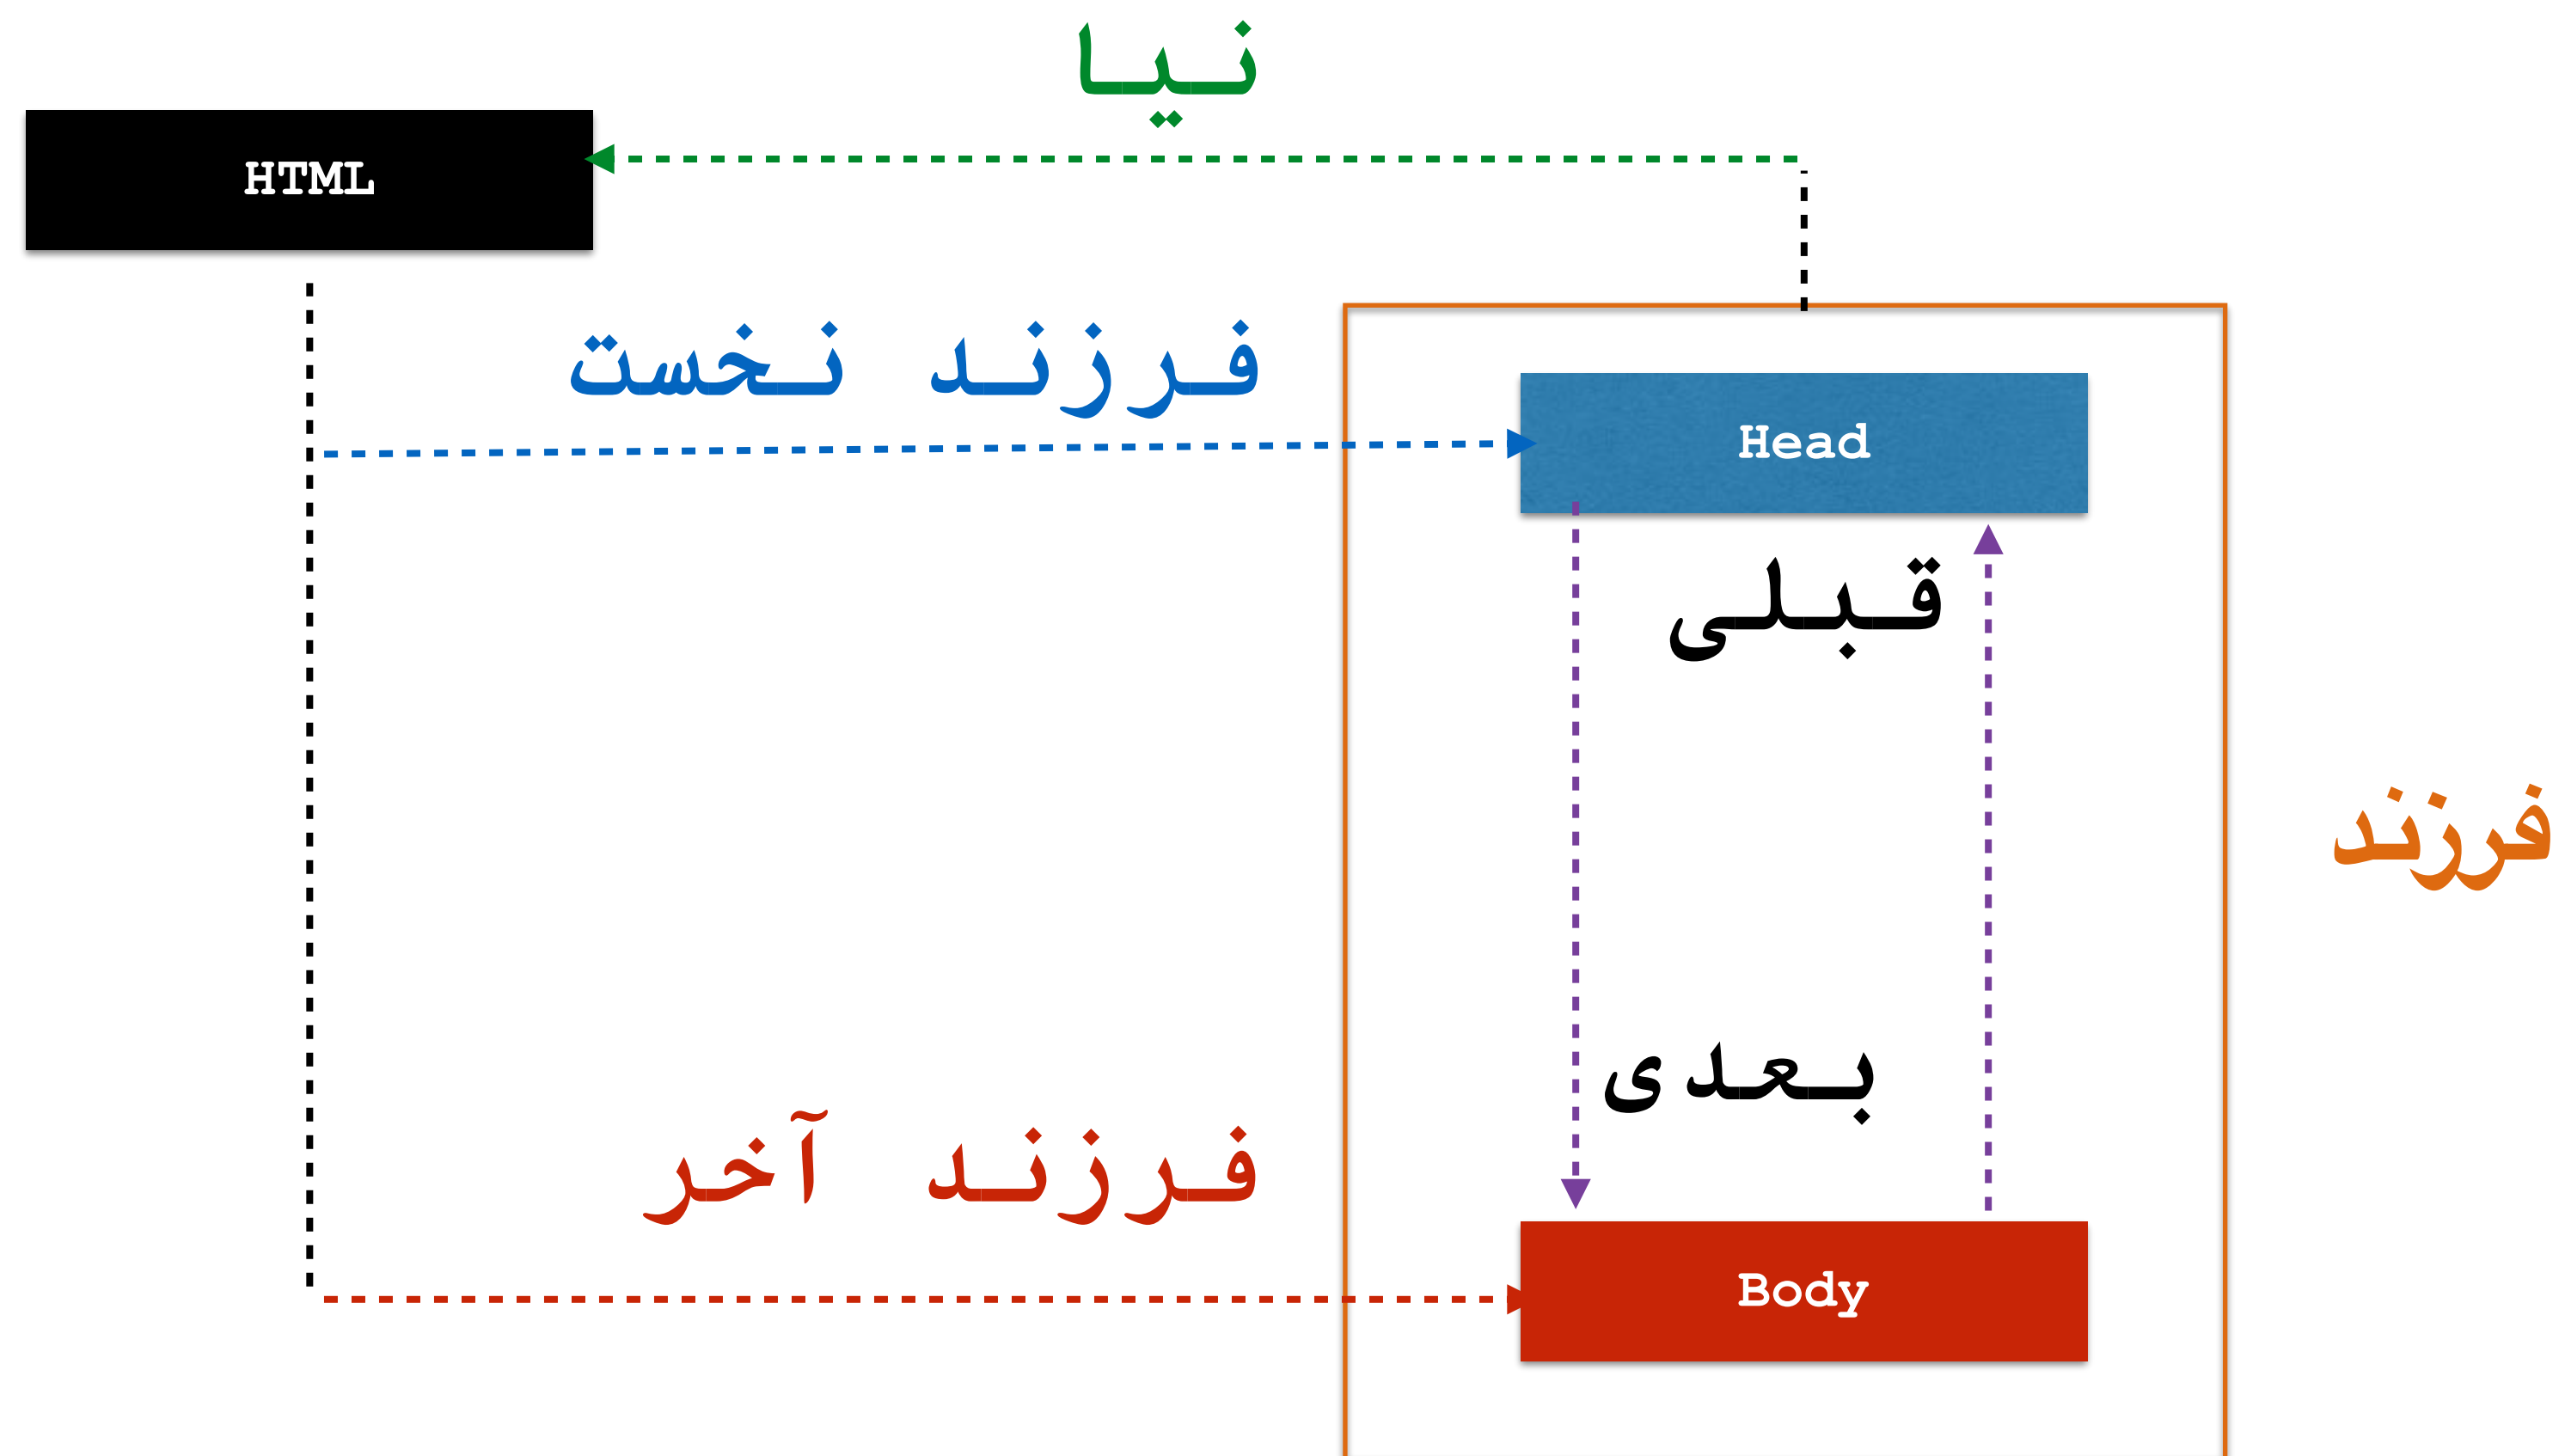 نیا
HTML
فرزند نخست
Head
قبلی
فرزند
بعدی
فرزند آخر
Body